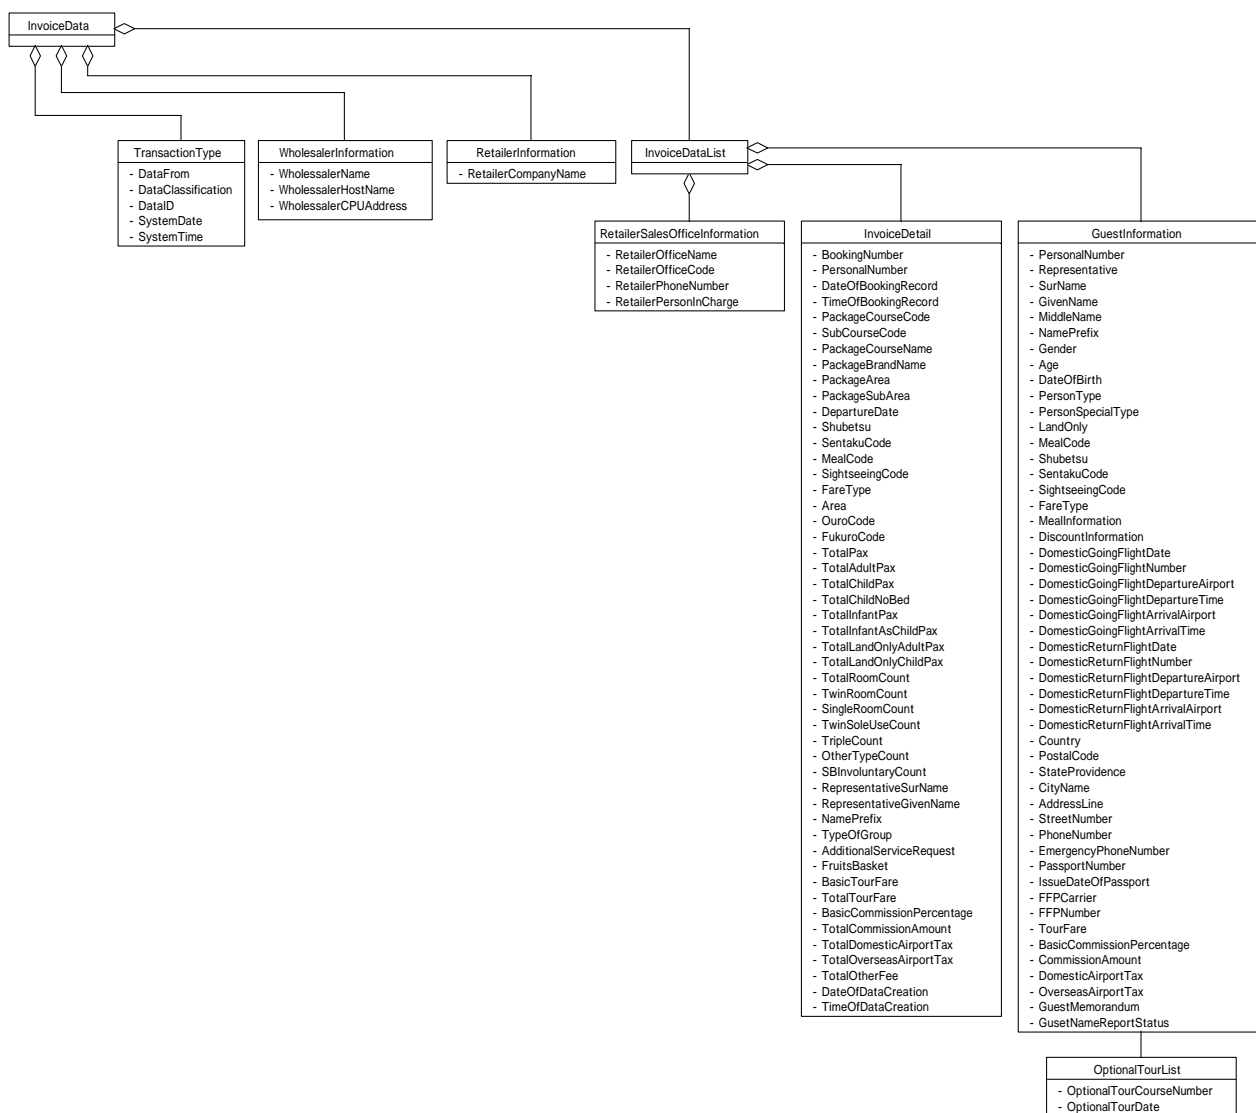 InvoiceData
TransactionType
- DataFrom
- DataClassification
- DataID
- SystemDate
- SystemTime
WholesalerInformation
- WholessalerName
- WholessalerHostName
- WholessalerCPUAddress
RetailerInformation
- RetailerCompanyName
InvoiceDataList
RetailerSalesOfficeInformation
- RetailerOfficeName
- RetailerOfficeCode
- RetailerPhoneNumber
- RetailerPersonInCharge
InvoiceDetail
- BookingNumber
- PersonalNumber
- DateOfBookingRecord
- TimeOfBookingRecord
- PackageCourseCode
- SubCourseCode
- PackageCourseName
- PackageBrandName
- PackageArea
- PackageSubArea
- DepartureDate
- Shubetsu
- SentakuCode
- MealCode
- SightseeingCode
- FareType
- Area
- OuroCode
- FukuroCode
- TotalPax
- TotalAdultPax
- TotalChildPax
- TotalChildNoBed
- TotalInfantPax
- TotalInfantAsChildPax
- TotalLandOnlyAdultPax
- TotalLandOnlyChildPax
- TotalRoomCount
- TwinRoomCount
- SingleRoomCount
- TwinSoleUseCount
- TripleCount
- OtherTypeCount
- SBInvoluntaryCount
- RepresentativeSurName
- RepresentativeGivenName
- NamePrefix
- TypeOfGroup
- AdditionalServiceRequest
- FruitsBasket
- BasicTourFare
- TotalTourFare
- BasicCommissionPercentage
- TotalCommissionAmount
- TotalDomesticAirportTax
- TotalOverseasAirportTax
- TotalOtherFee
- DateOfDataCreation
- TimeOfDataCreation
GuestInformation
- PersonalNumber
- Representative
- SurName
- GivenName
- MiddleName
- NamePrefix
- Gender
- Age
- DateOfBirth
- PersonType
- PersonSpecialType
- LandOnly
- MealCode
- Shubetsu
- SentakuCode
- SightseeingCode
- FareType
- MealInformation
- DiscountInformation
- DomesticGoingFlightDate
- DomesticGoingFlightNumber
- DomesticGoingFlightDepartureAirport
- DomesticGoingFlightDepartureTime
- DomesticGoingFlightArrivalAirport
- DomesticGoingFlightArrivalTime
- DomesticReturnFlightDate
- DomesticReturnFlightNumber
- DomesticReturnFlightDepartureAirport
- DomesticReturnFlightDepartureTime
- DomesticReturnFlightArrivalAirport
- DomesticReturnFlightArrivalTime
- Country
- PostalCode
- StateProvidence
- CityName
- AddressLine
- StreetNumber
- PhoneNumber
- EmergencyPhoneNumber
- PassportNumber
- IssueDateOfPassport
- FFPCarrier
- FFPNumber
- TourFare
- BasicCommissionPercentage
- CommissionAmount
- DomesticAirportTax
- OverseasAirportTax
- GuestMemorandum
- GusetNameReportStatus
OptionalTourList
- OptionalTourCourseNumber
- OptionalTourDate